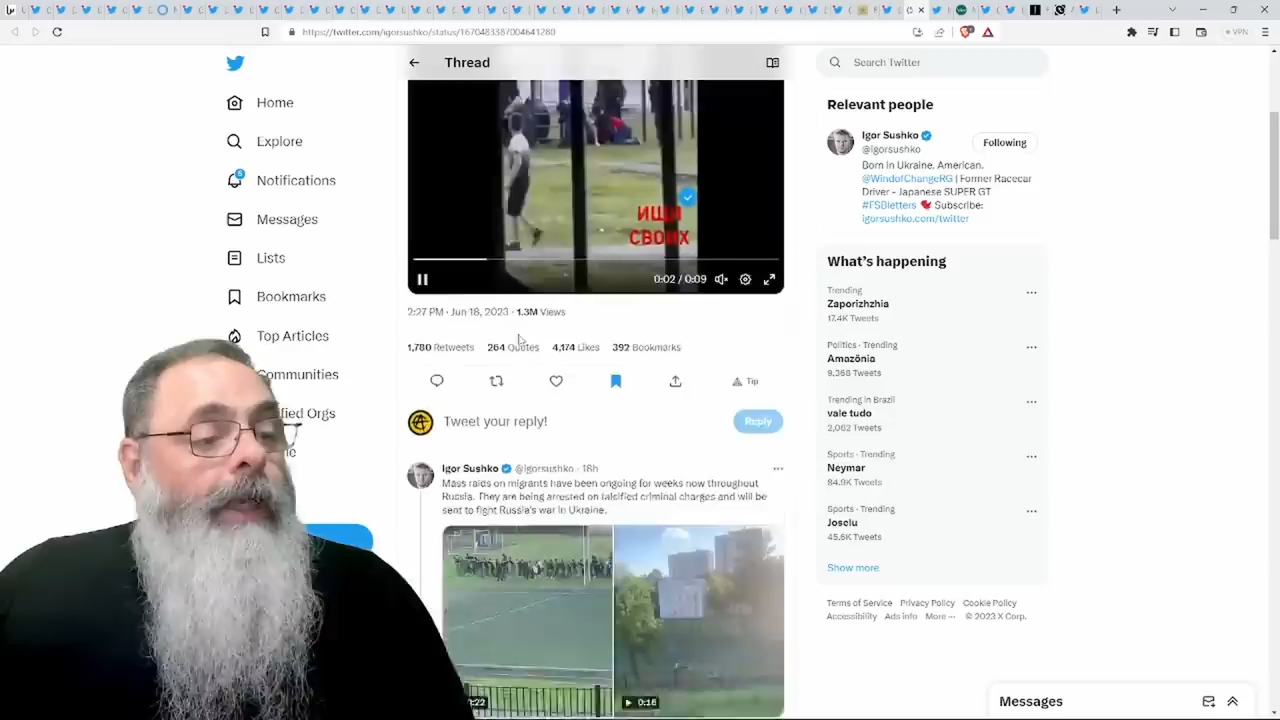 https://twitter.com/igorsushko/status/1670483387004641280
VPN
Home
Explore
5
Notifications
Messages
Lists
Bookmarks
Top Articles
ommunities
fied Orgs
Thread
ИЩИ
СВОИХ
0:02 / 0:09
2:27 PM · Jun 18, 2023 · 1.3M Views
1,780 Retweets 264 Quotes 4,174 Likes 392 Bookmarks
Tip
Tweet your reply!
Reply
Igor Sushko @igorsushko · 18h
Mass raids on migrants have been ongoing for weeks now throughout
Russia. They are being arrested on falsified criminal charges and will be
sent to fight Russia's war in Ukraine.
:22
0:16
Search Twitter
Relevant people
Igor Sushko
@igorsushko
Following
Born in Ukraine. American.
@WindofChangeRG | Former Racecar
Driver - Japanese SUPER GT
#FSBletters Subscribe:
igorsushko.com/twitter
What's happening
Trending
Zaporizhzhia
17.4K Tweets
Politics · Trending
Amazônia
9,368 Tweets
Trending in Brazil
vale tudo
2,062 Tweets
Sports · Trending
Neymar
84.9K Tweets
Sports · Trending
Joselu
45.6K Tweets
Show more
Terms of Service Privacy Policy Cookie Policy
Accessibility Ads info More ··· © 2023 X Corp.
Messages